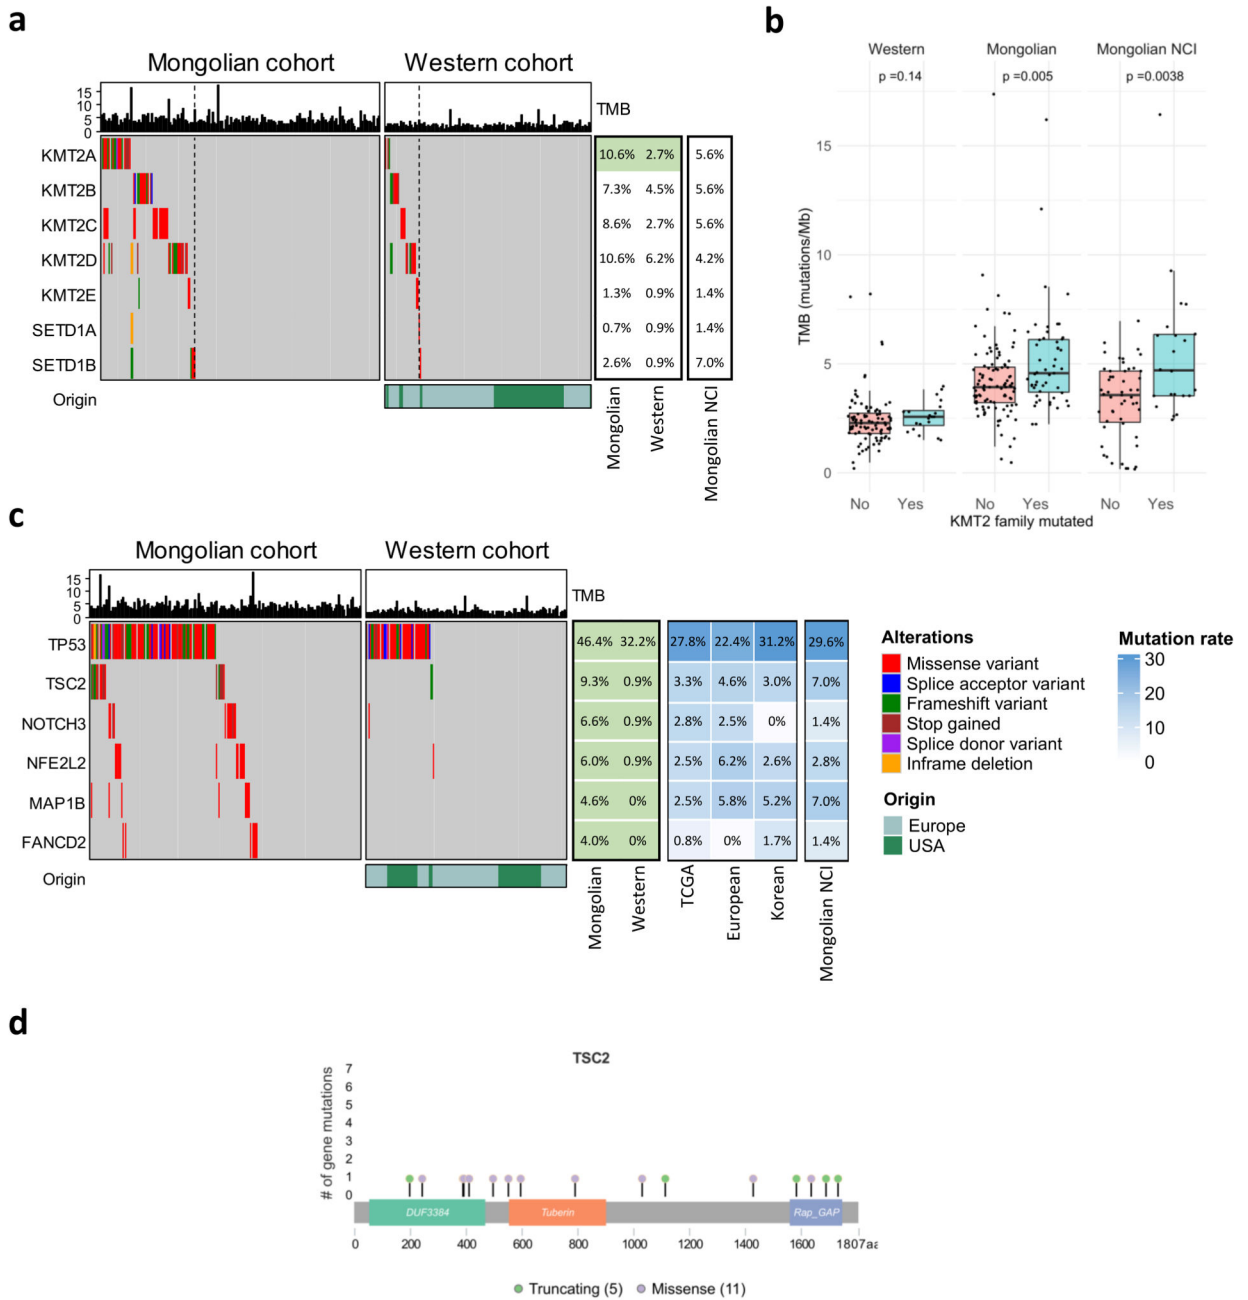 a
Mongolian cohort Western cohort
15
10
5
0
TMB
KMT2A 10.6% 2.7% 5.6%
KMT2B 7.3% 4.5% 5.6%
KMT2C 8.6% 2.7% 5.6%
KMT2D 10.6% 6.2% 4.2%
KMT2E 1.3% 0.9% 1.4%
SETD1A 0.7% 0.9% 1.4%
SETD1B 2.6% 0.9% 7.0%
Origin
Mongolian
Western
Mongolian NCI
b
Western Mongolian Mongolian NCI
p =0.14 p =0.005 p =0.0038
TMB (mutations/Mb)
15
10
5
0
No Yes No Yes No Yes
KMT2 family mutated
c
Mongolian cohort Western cohort
15
10
5
0
TMB
TP53 46.4% 32.2% 27.8% 22.4% 31.2% 29.6%
TSC2 9.3% 0.9% 3.3% 4.6% 3.0% 7.0%
NOTCH3 6.6% 0.9% 2.8% 2.5% 0% 1.4%
NFE2L2 6.0% 0.9% 2.5% 6.2% 2.6% 2.8%
MAP1B 4.6% 0% 2.5% 5.8% 5.2% 7.0%
FANCD2 4.0% 0% 0.8% 0% 1.7% 1.4%
Origin
Mongolian
Western
TCGA
European
Korean
Mongolian NCI
Alterations
Missense variant
Splice acceptor variant
Frameshift variant
Stop gained
Splice donor variant
Inframe deletion
Origin
Europe
USA
Mutation rate
30
20
10
0
d
TSC2
# of gene mutations
7
6
5
4
3
2
1
0
DUF3384 Tuberin Rap_GAP
0 200 400 600 800 1000 1200 1400 1600 1807aa
Truncating (5) Missense (11)